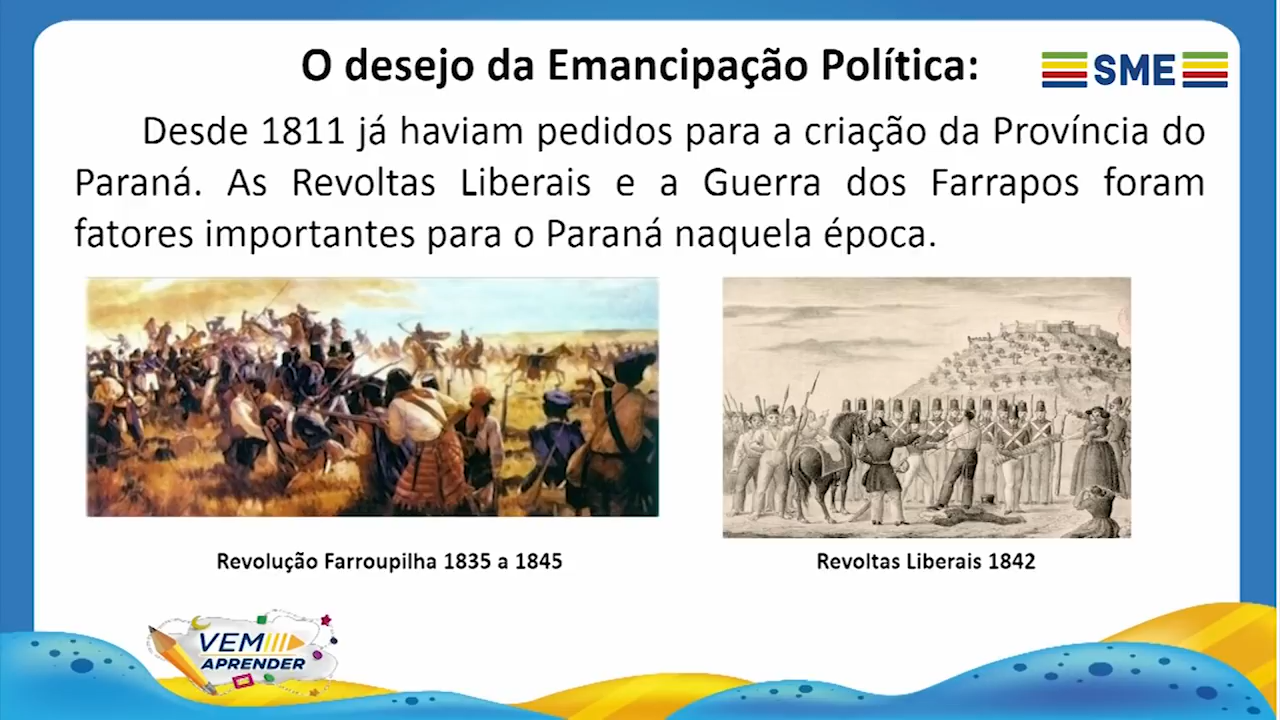 O desejo da Emancipação Política:
SME
Desde 1811 já haviam pedidos para a criação da Província do
Paraná. As Revoltas Liberais e a Guerra dos Farrapos foram
fatores importantes para o Paraná naquela época.
Revolução Farroupilha 1835 a 1845
Revoltas Liberais 1842
VEM
APRENDER